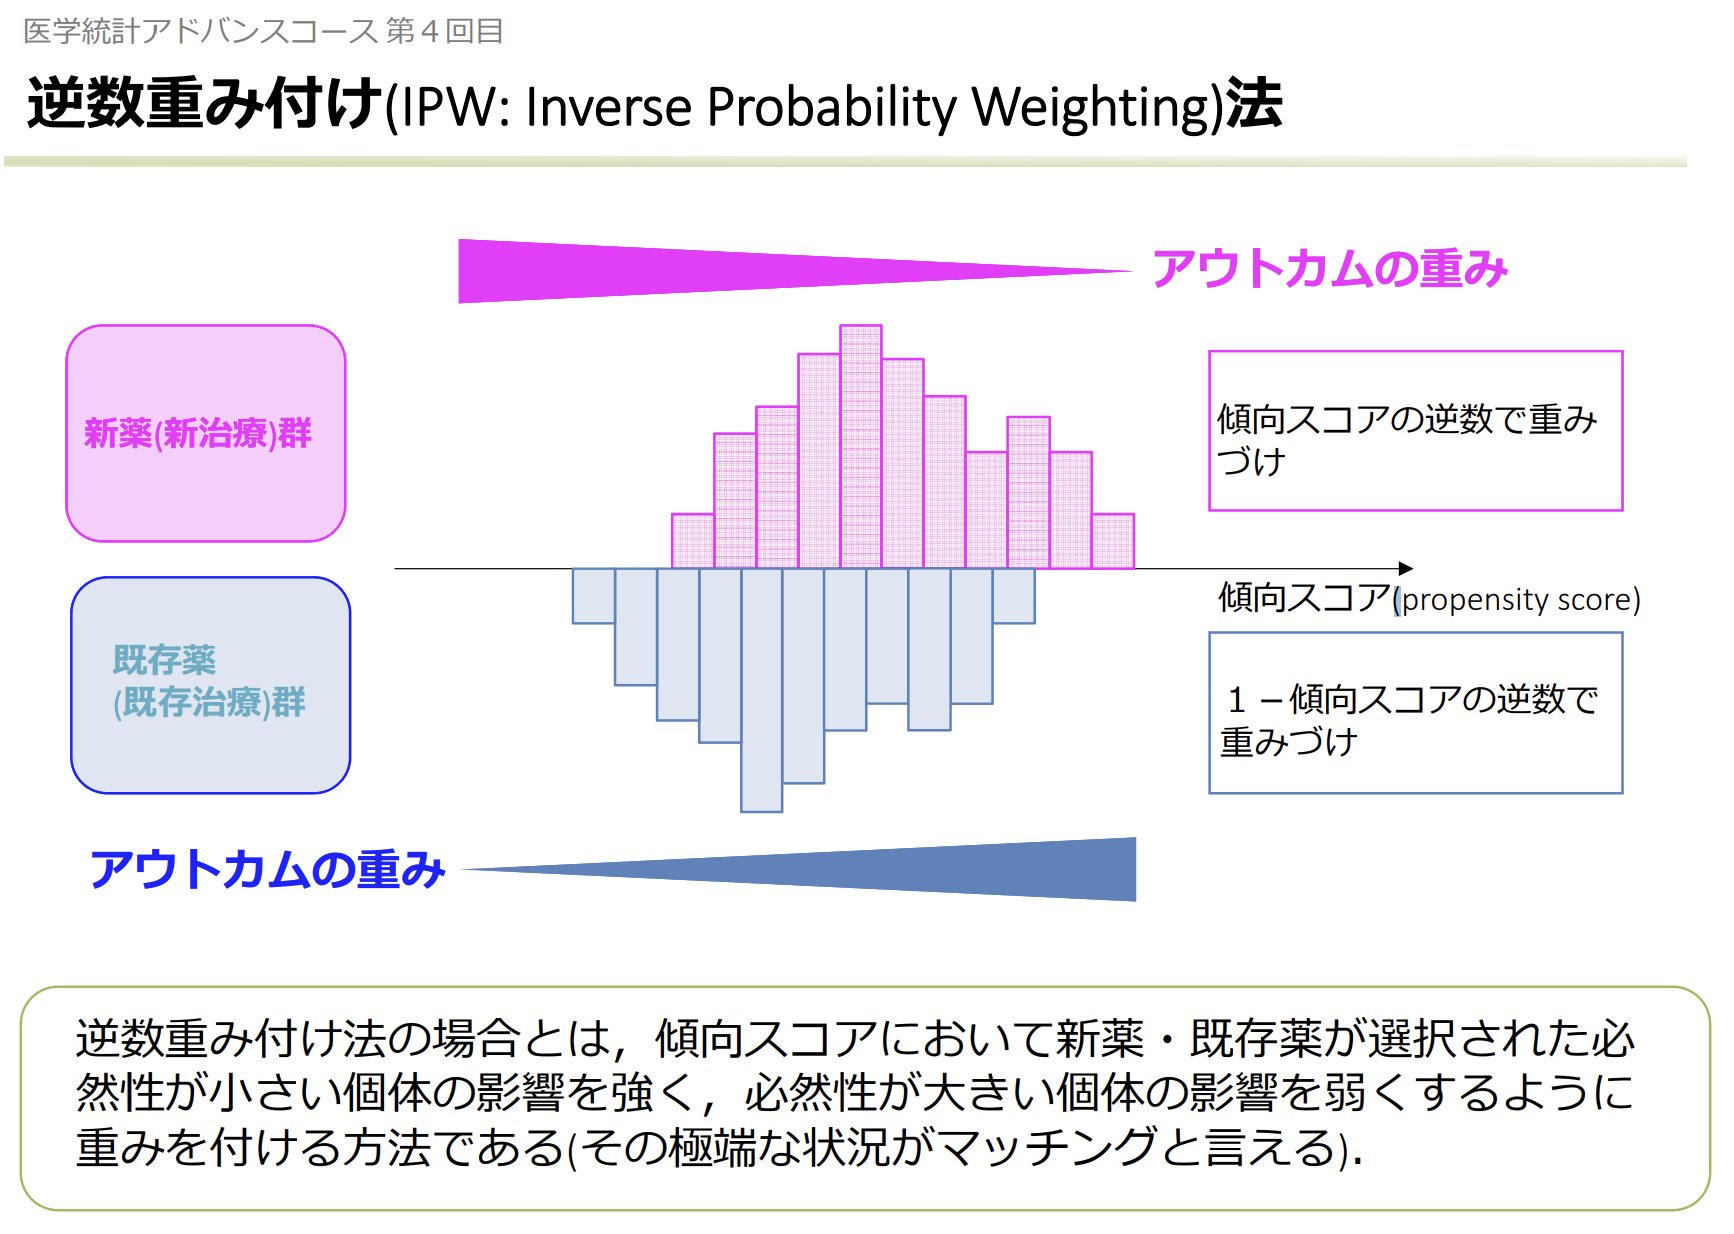 医学統計アドバンスコース 第４回目
逆数重み付け(IPW: Inverse Probability Weighting)法
アウトカムの重み
新薬(新治療)群
傾向スコアの逆数で重み
づけ
傾向スコア(propensity score)
既存薬
(既存治療)群
１－傾向スコアの逆数で
重みづけ
アウトカムの重み
逆数重み付け法の場合とは，傾向スコアにおいて新薬・既存薬が選択された必
然性が小さい個体の影響を強く，必然性が大きい個体の影響を弱くするように
重みを付ける方法である(その極端な状況がマッチングと言える)．